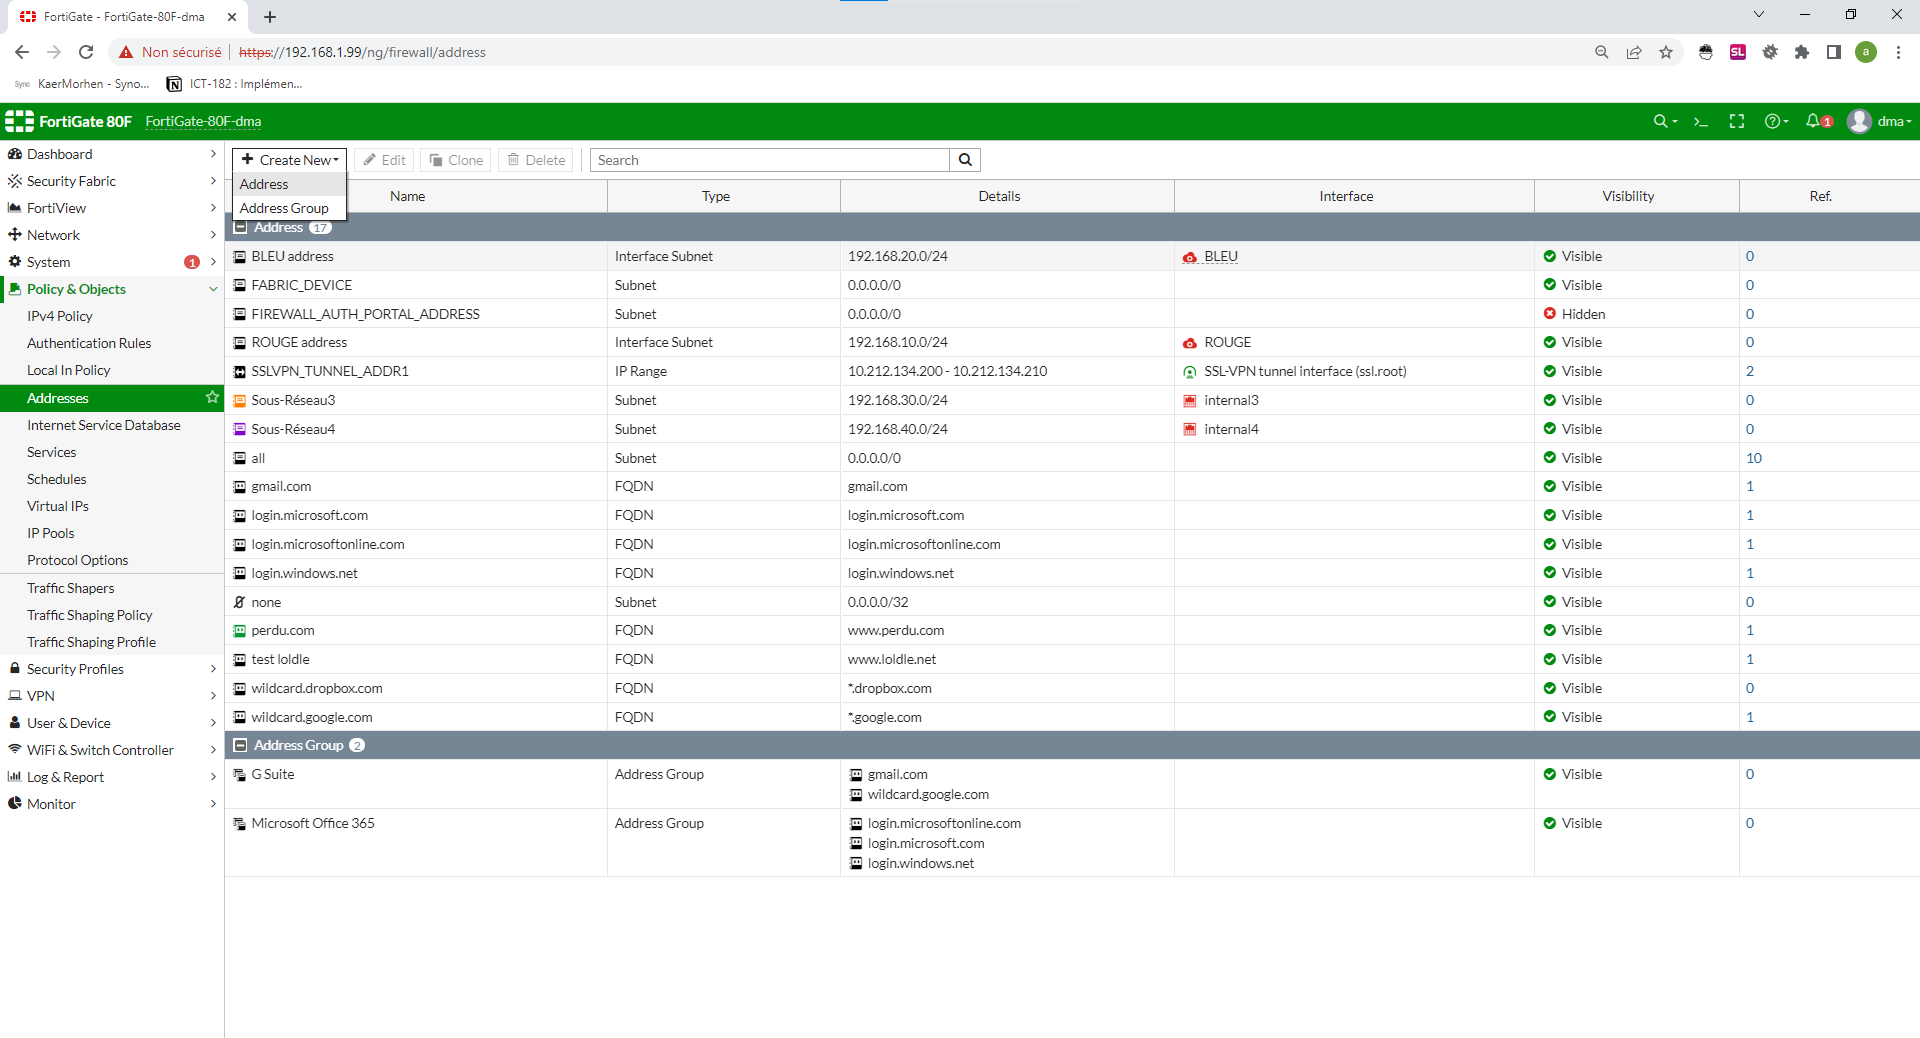 FortiGate - FortiGate-80F-dma
Non sécurisé https://192.168.1.99/ng/firewall/address
SL a
Sync KaerMorhen - Syno... ICT-182 : Implémen...
FortiGate 80F FortiGate-80F-dma 1 dma
Dashboard
Security Fabric
FortiView
Network
System 1
Policy & Objects
IPv4 Policy
Authentication Rules
Local In Policy
Addresses
Internet Service Database
Services
Schedules
Virtual IPs
IP Pools
Protocol Options
Traffic Shapers
Traffic Shaping Policy
Traffic Shaping Profile
Security Profiles
VPN
User & Device
WiFi & Switch Controller
Log & Report
Monitor
Create New Edit Clone Delete Search
Address
Address Group
Name Type Details Interface Visibility Ref.
Address 17
BLEU address Interface Subnet 192.168.20.0/24 BLEU Visible 0
FABRIC_DEVICE Subnet 0.0.0.0/0 Visible 0
FIREWALL_AUTH_PORTAL_ADDRESS Subnet 0.0.0.0/0 Hidden 0
ROUGE address Interface Subnet 192.168.10.0/24 ROUGE Visible 0
SSLVPN_TUNNEL_ADDR1 IP Range 10.212.134.200 - 10.212.134.210 SSL-VPN tunnel interface (ssl.root) Visible 2
Sous-Réseau3 Subnet 192.168.30.0/24 internal3 Visible 0
Sous-Réseau4 Subnet 192.168.40.0/24 internal4 Visible 0
all Subnet 0.0.0.0/0 Visible 10
gmail.com FQDN gmail.com Visible 1
login.microsoft.com FQDN login.microsoft.com Visible 1
login.microsoftonline.com FQDN login.microsoftonline.com Visible 1
login.windows.net FQDN login.windows.net Visible 1
none Subnet 0.0.0.0/32 Visible 0
perdu.com FQDN www.perdu.com Visible 1
test loldle FQDN www.loldle.net Visible 1
wildcard.dropbox.com FQDN *.dropbox.com Visible 0
wildcard.google.com FQDN *.google.com Visible 1
Address Group 2
G Suite Address Group gmail.com Visible 0
wildcard.google.com
Microsoft Office 365 Address Group login.microsoftonline.com Visible 0
login.microsoft.com
login.windows.net